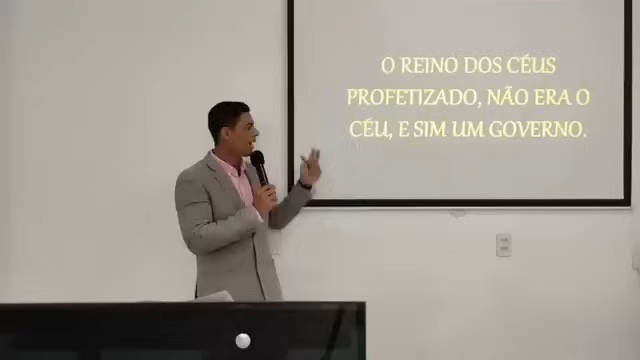 O REINO DOS CÉUS
PROFETIZADO, NÃO ERA O
CÉU, E SIM UM GOVERNO.